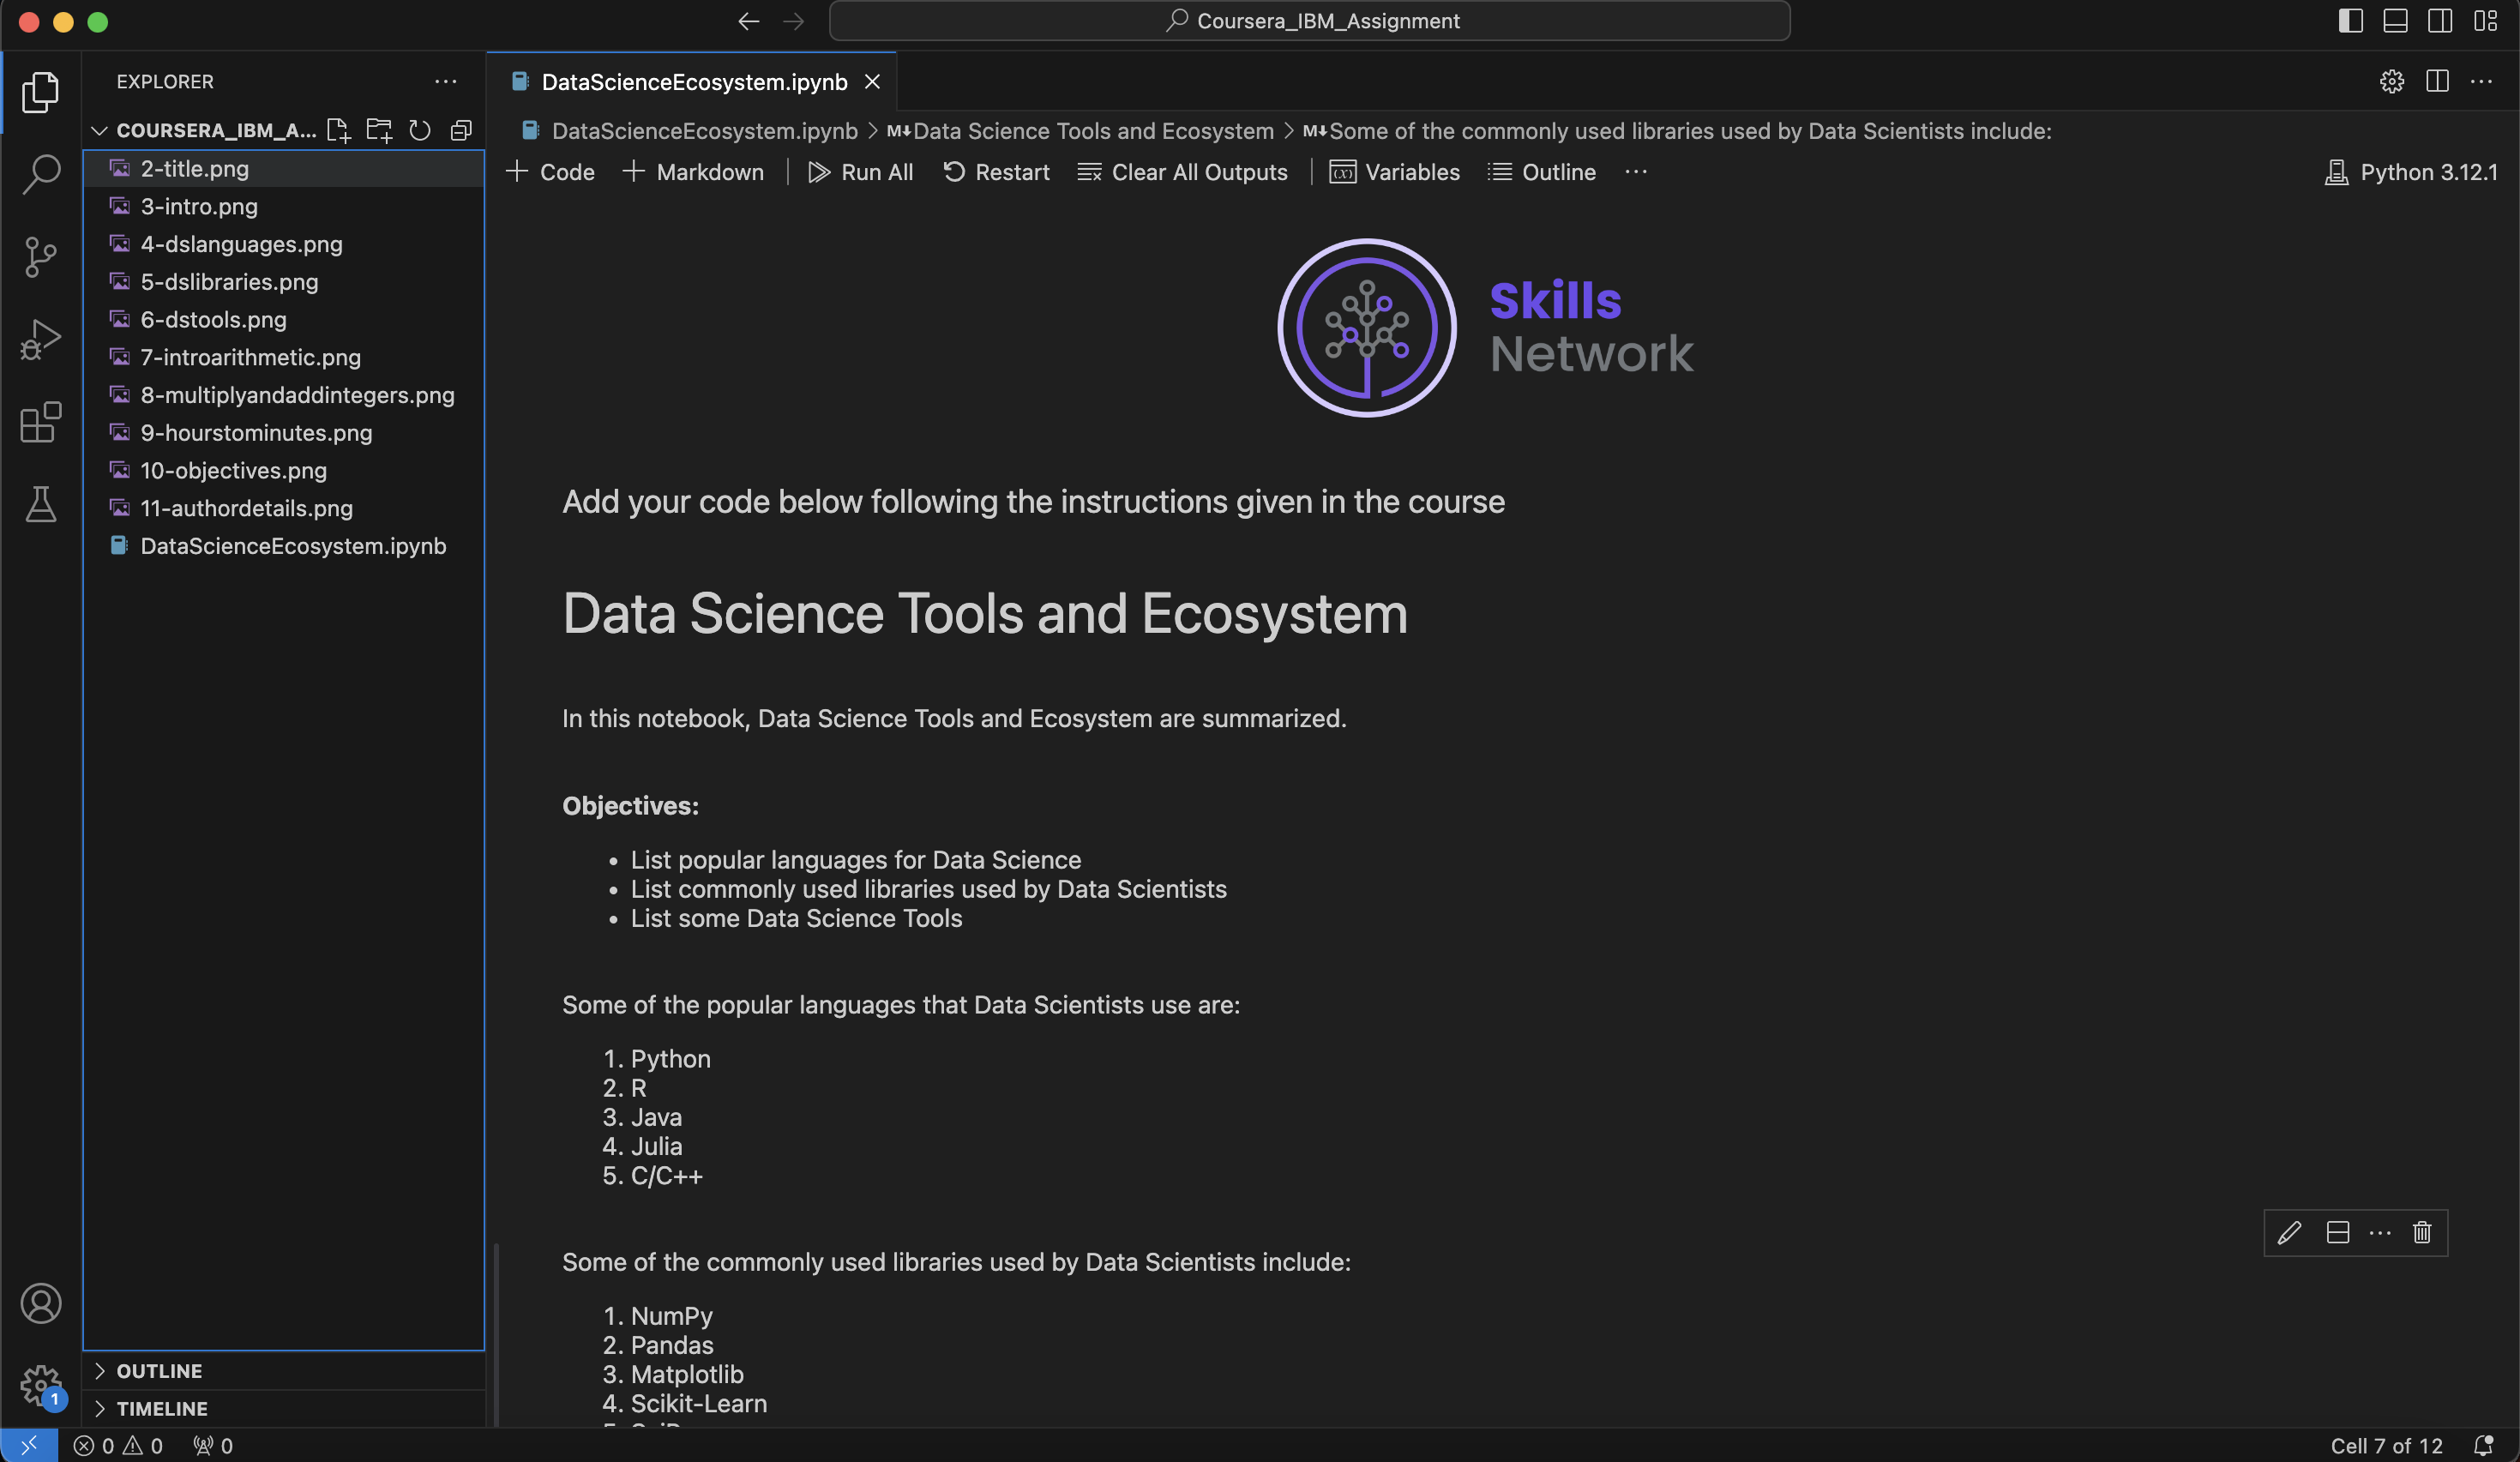 Coursera_IBM_Assignment
EXPLORER
COURSERA_IBM_A...
2-title.png
3-intro.png
4-dslanguages.png
5-dslibraries.png
6-dstools.png
7-introarithmetic.png
8-multiplyandaddintegers.png
9-hourstominutes.png
10-objectives.png
11-authordetails.png
DataScienceEcosystem.ipynb
OUTLINE
TIMELINE
1
DataScienceEcosystem.ipynb
DataScienceEcosystem.ipynb > M↓Data Science Tools and Ecosystem > M↓Some of the commonly used libraries used by Data Scientists include:
+ Code + Markdown | Run All Restart Clear All Outputs | Variables Outline ... Python 3.12.1
Skills
Network
Add your code below following the instructions given in the course
Data Science Tools and Ecosystem
In this notebook, Data Science Tools and Ecosystem are summarized.
Objectives:
• List popular languages for Data Science
• List commonly used libraries used by Data Scientists
• List some Data Science Tools
Some of the popular languages that Data Scientists use are:
1. Python
2. R
3. Java
4. Julia
5. C/C++
Some of the commonly used libraries used by Data Scientists include:
1. NumPy
2. Pandas
3. Matplotlib
4. Scikit-Learn
0 0 0
Cell 7 of 12